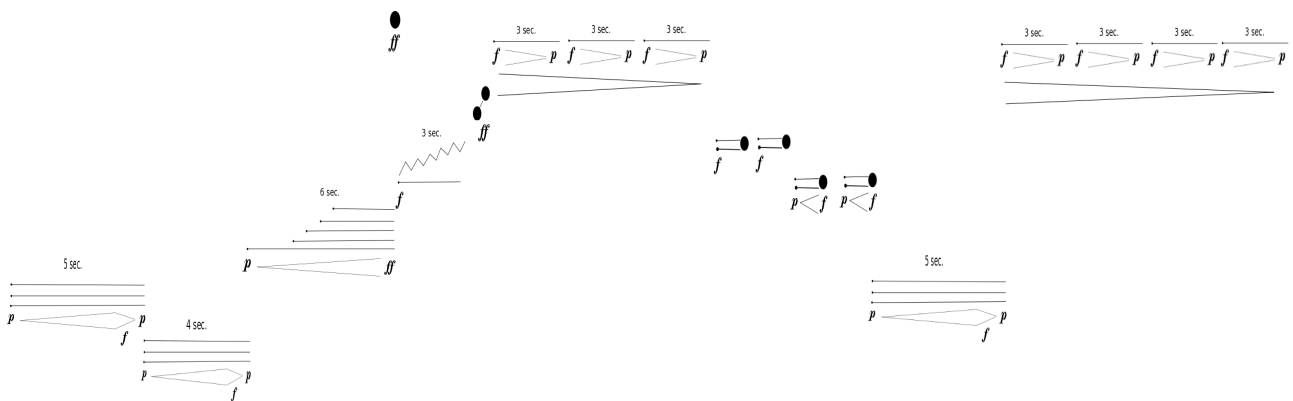 ff
3 sec. 3 sec. 3 sec.
f p f p f p
3 sec. 3 sec. 3 sec. 3 sec.
f p f p f p f p
3 sec.
ff
f f
6 sec.
f
p f p f
p ff
5 sec.
p p
f
4 sec.
p p
f
5 sec.
p p
f